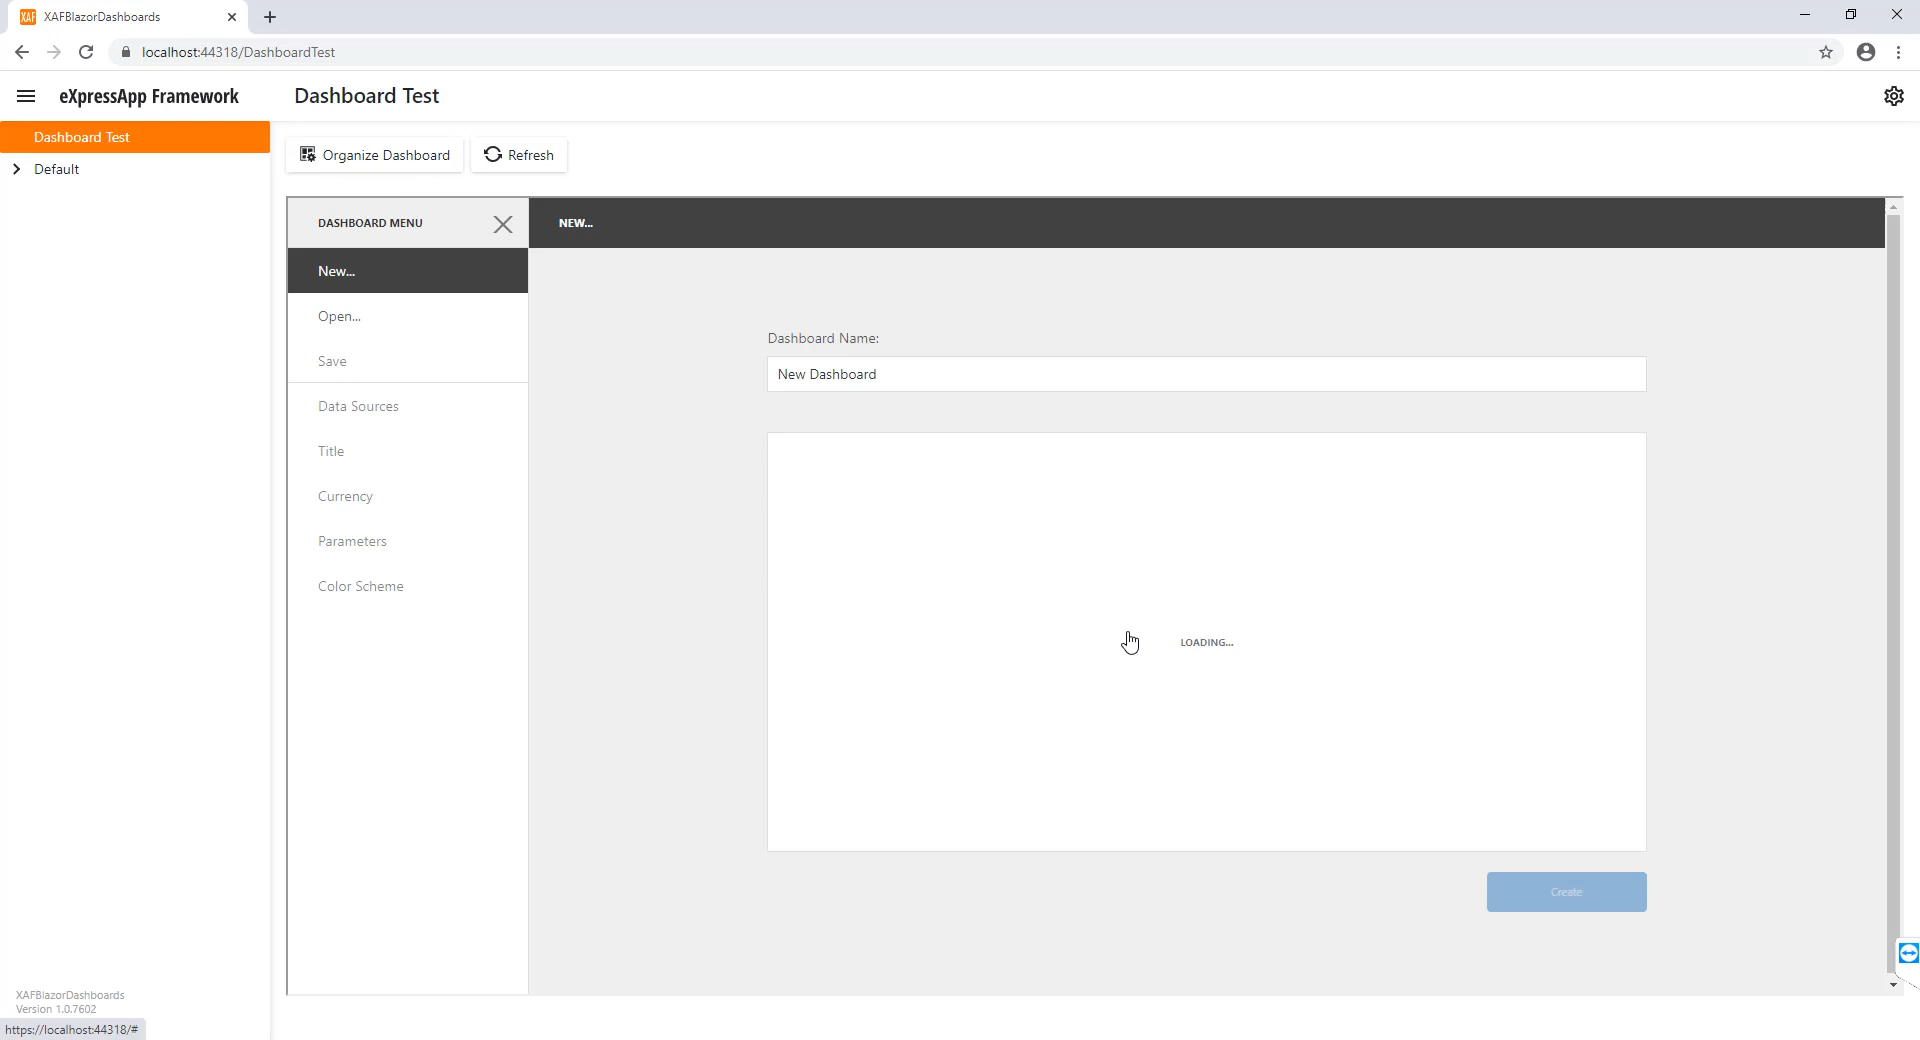 XAF XAFBlazorDashboards
localhost:44318/DashboardTest
eXpressApp Framework
Dashboard Test
Dashboard Test
Default
Organize Dashboard
Refresh
DASHBOARD MENU
NEW...
New...
Open...
Save
Data Sources
Title
Currency
Parameters
Color Scheme
Dashboard Name:
New Dashboard
LOADING...
Create
XAFBlazorDashboards
Version 1.0.7602
https://localhost:44318/#